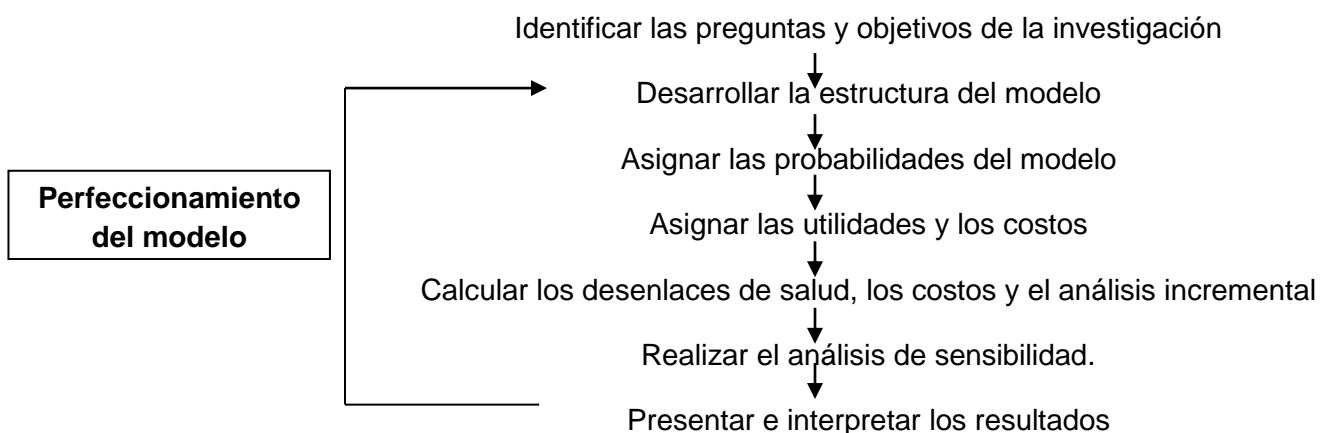 Identificar las preguntas y objetivos de la investigación
Desarrollar la estructura del modelo
Asignar las probabilidades del modelo
Perfeccionamiento
del modelo
Asignar las utilidades y los costos
Calcular los desenlaces de salud, los costos y el análisis incremental
Realizar el análisis de sensibilidad.
Presentar e interpretar los resultados